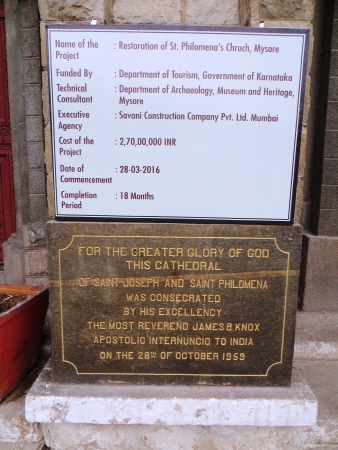 Name of the Project : Restoration of St. Philomena's Chruch, Mysore
Funded By : Department of Tourism, Government of Karnataka
Technical Consultant : Department of Archaeology, Museum and Heritage, Mysore
Executive Agency : Savani Construction Company Pvt. Ltd. Mumbai
Cost of the Project : 2,70,00,000 INR
Date of Commencement : 28-03-2016
Completion Period : 18 Months
FOR THE GREATER GLORY OF GOD
THIS CATHEDRAL
OF SAINT JOSEPH AND SAINT PHILOMENA
WAS CONSECRATED
BY HIS EXCELLENCY
THE MOST REVEREND JAMES B. KNOX
APOSTOLIC INTERNUNCIO TO INDIA
ON THE 28TH OF OCTOBER 1959